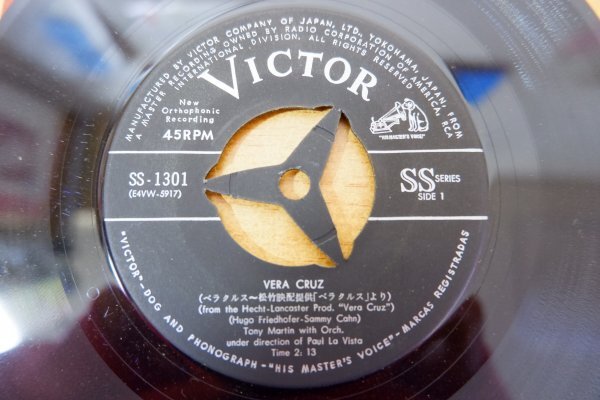 MANUFACTURED BY VICTOR COMPANY OF JAPAN, LTD., YOKOHAMA, JAPAN, FROM
A MASTER RECORDING OWNED BY RADIO CORPORATION OF AMERICA, RCA
INTERNATIONAL DIVISION. ALL RIGHTS RESERVED
VICTOR
New
Orthophonic
Recording
45RPM
"HIS MASTER'S VOICE"
SS-1301
(E4VW-5917)
SS SERIES
SIDE 1
VERA CRUZ
(ベラクルス〜松竹映配提供「ベラクルス」より)
(from the Hecht-Lancaster Prod. "Vera Cruz")
(Hugo Friedhofer-Sammy Cahn)
Tony Martin with Orch.
under direction of Paul La Vista
Time 2: 13
"VICTOR"-DOG AND PHONOGRAPH-"HIS MASTER'S VOICE"-MARCAS REGISTRADAS